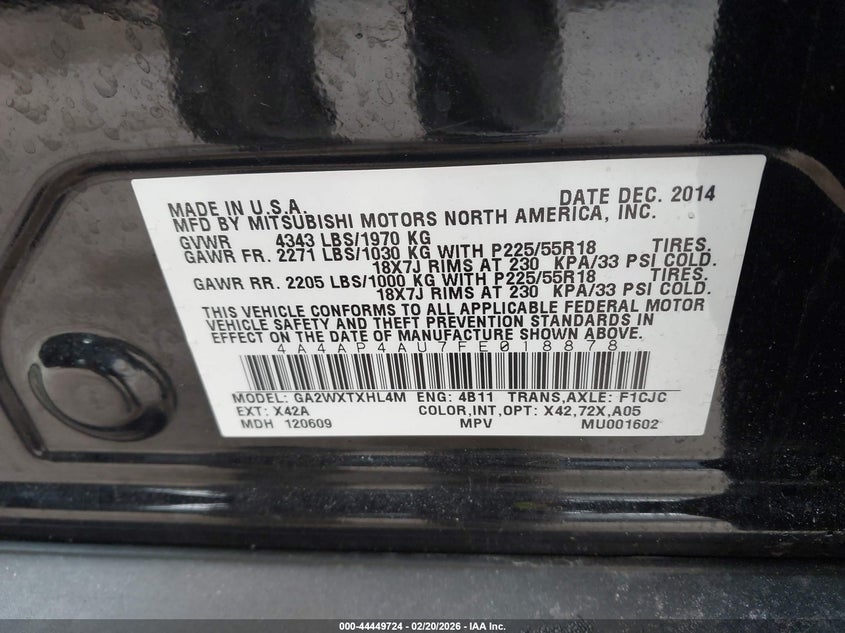 MADE IN U.S.A. DATE DEC. 2014
MFD BY MITSUBISHI MOTORS NORTH AMERICA, INC.
GVWR 4343 LBS/1970 KG
GAWR FR. 2271 LBS/1030 KG WITH P225/55R18 TIRES.
18X7J RIMS AT 230 KPA/33 PSI COLD.
GAWR RR. 2205 LBS/1000 KG WITH P225/55R18 TIRES.
18X7J RIMS AT 230 KPA/33 PSI COLD.
THIS VEHICLE CONFORMS TO ALL APPLICABLE FEDERAL MOTOR
VEHICLE SAFETY AND THEFT PREVENTION STANDARDS IN
EFFECT ON THE DATE OF MANUFACTURE SHOWN ABOVE.
4A4AP4AU7FE018878
MODEL: GA2WXTXHL4M ENG: 4B11 TRANS,AXLE: F1CJC
EXT: X42A COLOR,INT,OPT: X42,72X,A05
MDH 120609 MPV MU001602
000-44449724 | 02/20/2026 - IAA Inc.